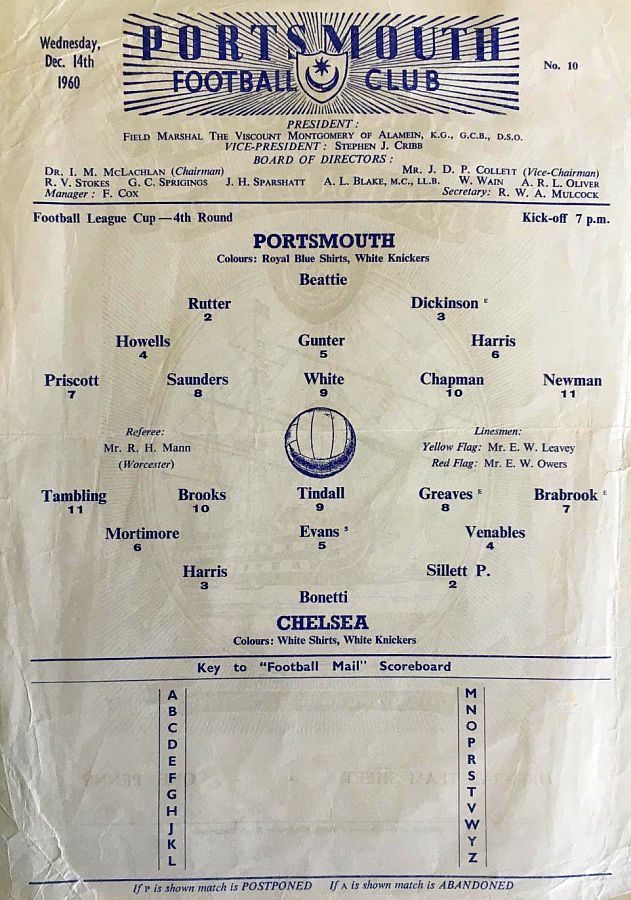 Wednesday,
Dec. 14th
1960
PORTSMOUTH
FOOTBALL CLUB
No. 10
PRESIDENT :
FIELD MARSHAL THE VISCOUNT MONTGOMERY OF ALAMEIN, K.G., G.C.B., D.S.O.
VICE-PRESIDENT : STEPHEN J. CRIBB
BOARD OF DIRECTORS :
DR. I. M. MCLACHLAN (Chairman) MR. J. D. P. COLLETT (Vice-Chairman)
R. V. STOKES G. C. SPRIGINGS J. H. SPARSHATT A. L. BLAKE, M.C., LL.B. W. WAIN A. R. L. OLIVER
Manager : F. COX Secretary: R. W. A. MULCOCK
Football League Cup — 4th Round Kick-off 7 p.m.
PORTSMOUTH
Colours: Royal Blue Shirts, White Knickers
Beattie
Rutter Dickinson E
2 3
Howells Gunter Harris
4 5 6
Priscott Saunders White Chapman Newman
7 8 9 10 11
Referee: Linesmen:
Mr. R. H. Mann Yellow Flag: Mr. E. W. Leavey
(Worcester) Red Flag: Mr. E. W. Owers
Tambling Brooks Tindall Greaves E Brabrook E
11 10 9 8 7
Mortimore Evans S Venables
6 5 4
Harris Sillett P.
3 2
Bonetti
CHELSEA
Colours: White Shirts, White Knickers
Key to "Football Mail" Scoreboard
A M
B N
C O
D P
E R
F S
G T
H V
J W
K Y
L Z
If P is shown match is POSTPONED If A is shown match is ABANDONED